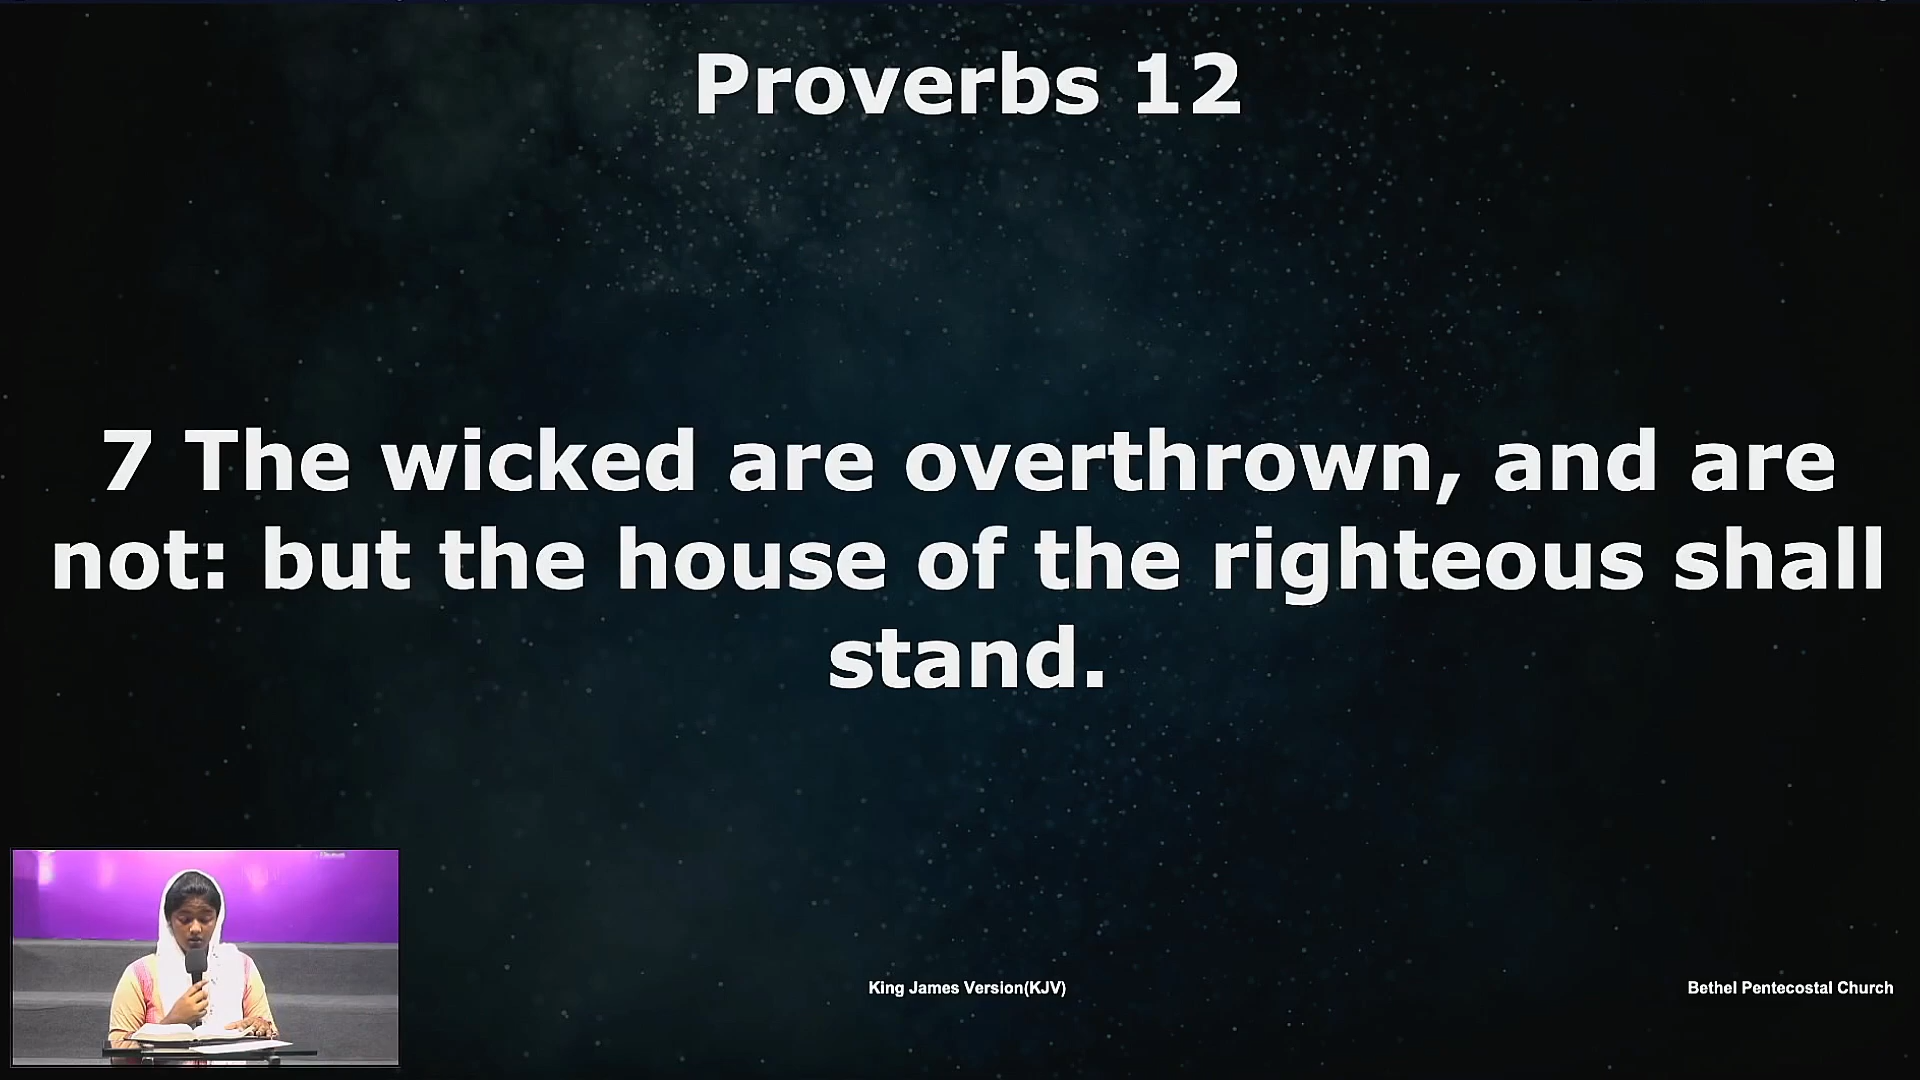 Proverbs 12
7 The wicked are overthrown, and are
not: but the house of the righteous shall
stand.
King James Version(KJV)
Bethel Pentecostal Church